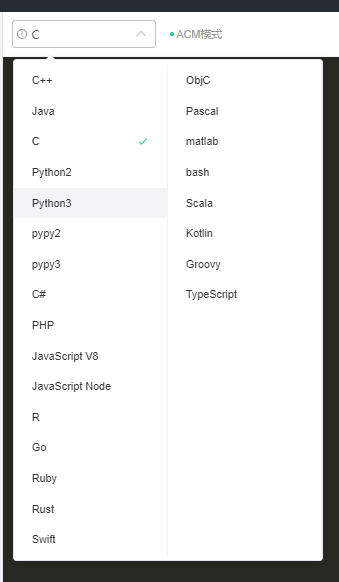 C
ACM模式
C++
Java
C
Python2
Python3
pypy2
pypy3
C#
PHP
JavaScript V8
JavaScript Node
R
Go
Ruby
Rust
Swift
ObjC
Pascal
matlab
bash
Scala
Kotlin
Groovy
TypeScript